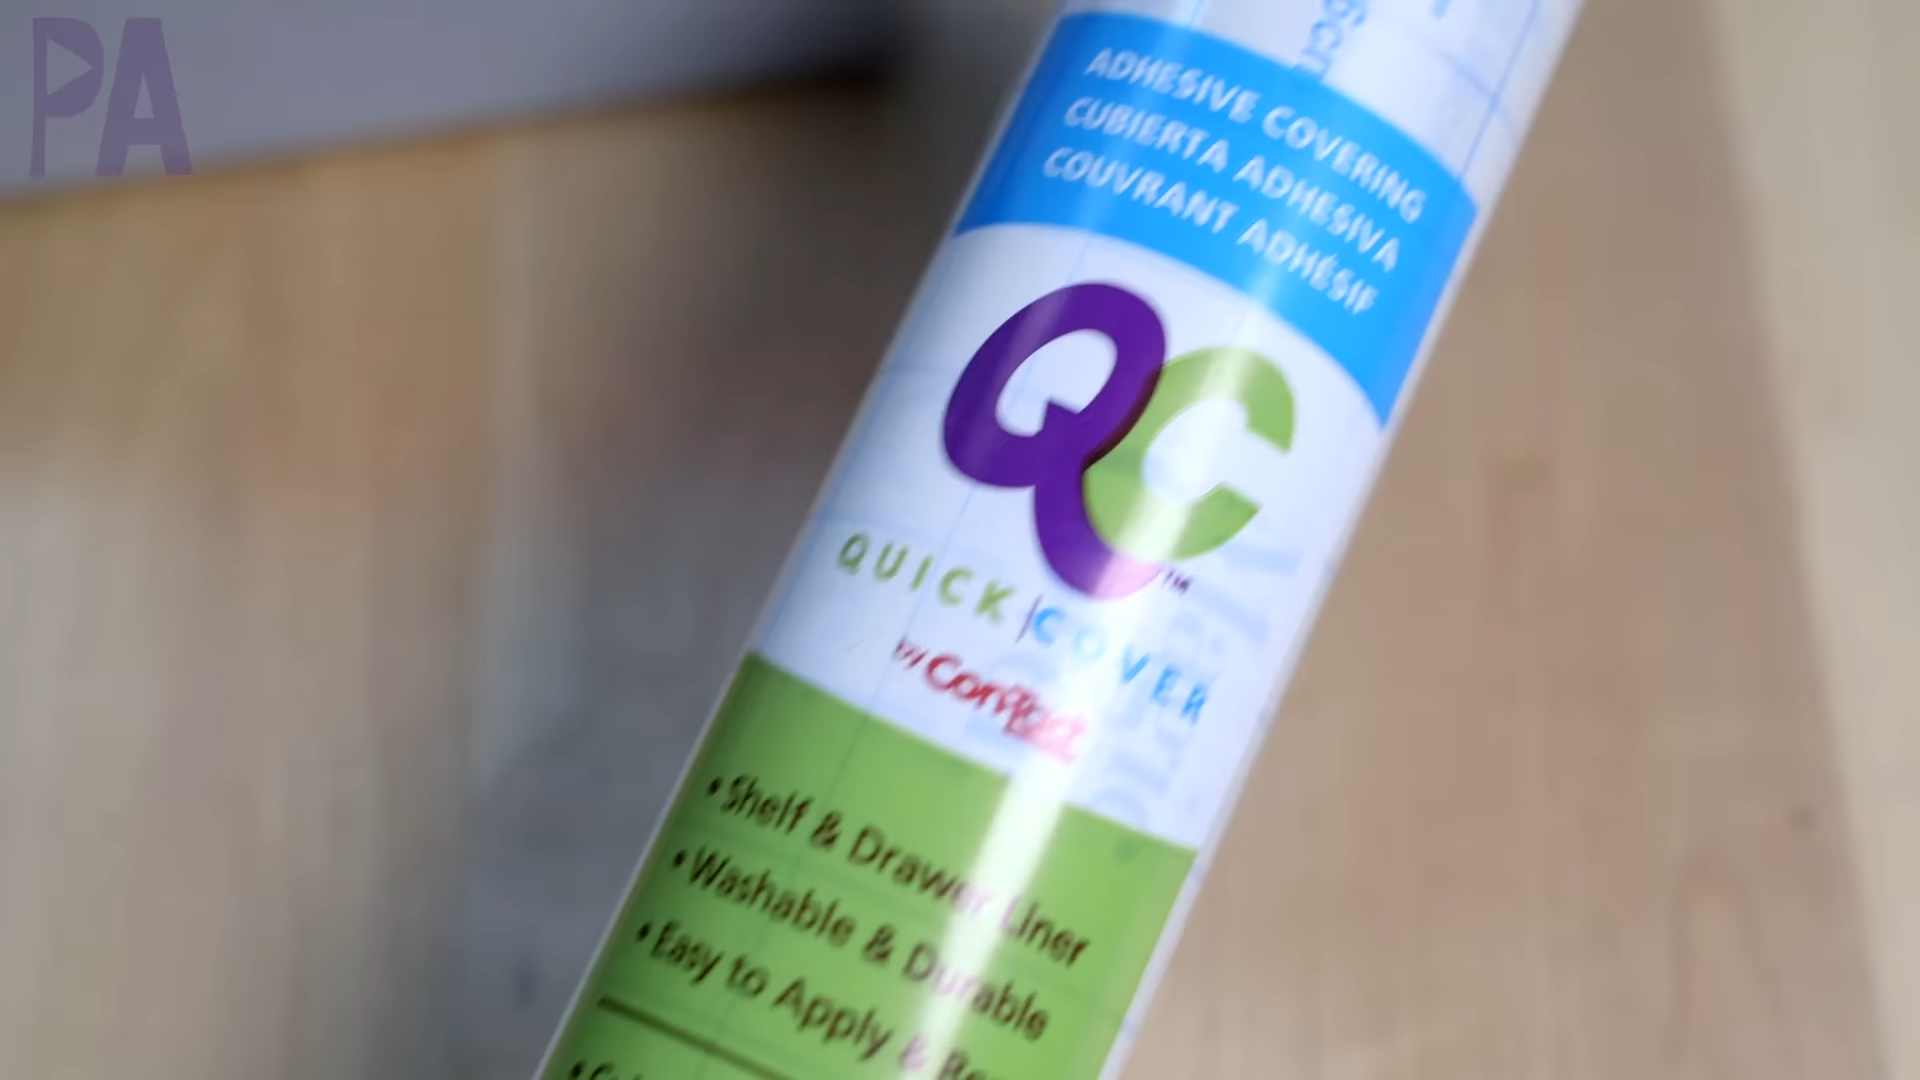 PA
ADHESIVE COVERING
CUBIERTA ADHESIVA
COUVRANT ADHÉSIF
QC™
QUICK|COVER
by Con-Tact
• Shelf & Drawer Liner
• Washable & Durable
• Easy to Apply &